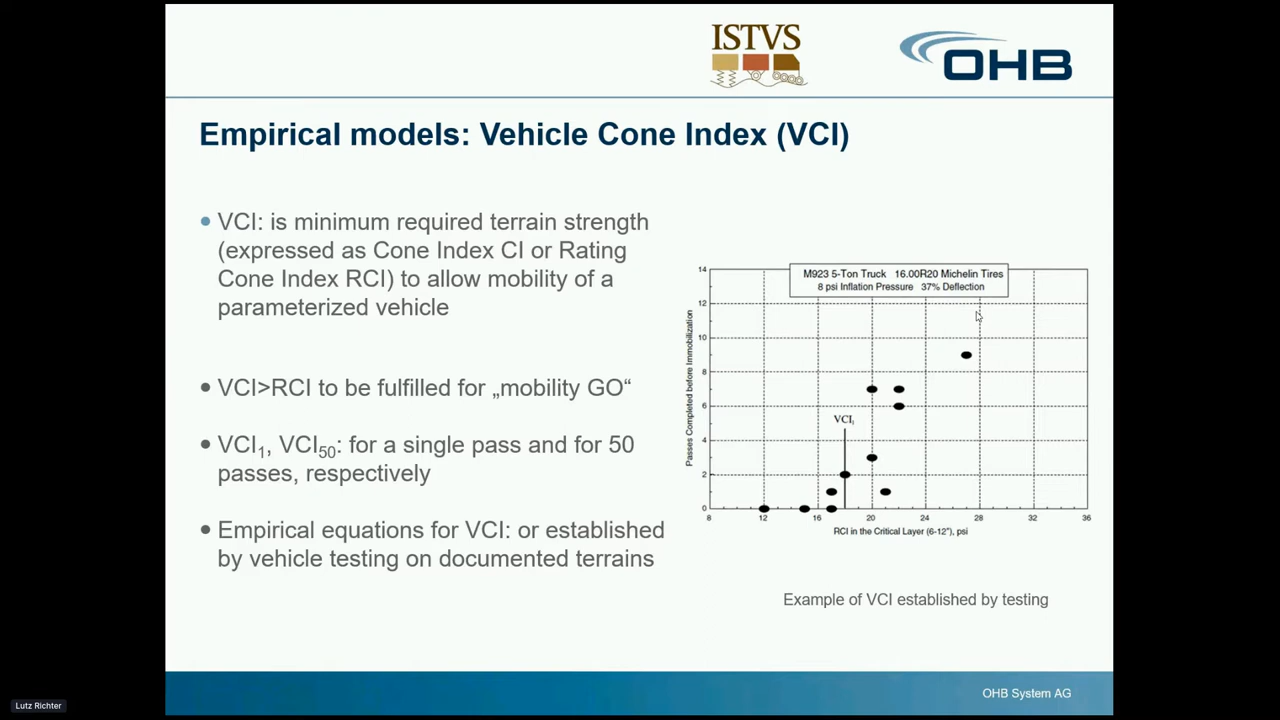 ISTVS
OHB
Empirical models: Vehicle Cone Index (VCI)
• VCI: is minimum required terrain strength
(expressed as Cone Index CI or Rating
Cone Index RCI) to allow mobility of a
parameterized vehicle
• VCI>RCI to be fulfilled for „mobility GO“
• VCI1, VCI50: for a single pass and for 50
passes, respectively
• Empirical equations for VCI: or established
by vehicle testing on documented terrains
M923 5-Ton Truck 16.00R20 Michelin Tires
8 psi Inflation Pressure 37% Deflection
Passes Completed before Immobilization
14
12
10
8
6
4
2
0
VCI1
8 12 16 20 24 28 32 36
RCI in the Critical Layer (6-12"), psi
Example of VCI established by testing
OHB System AG
Lutz Richter